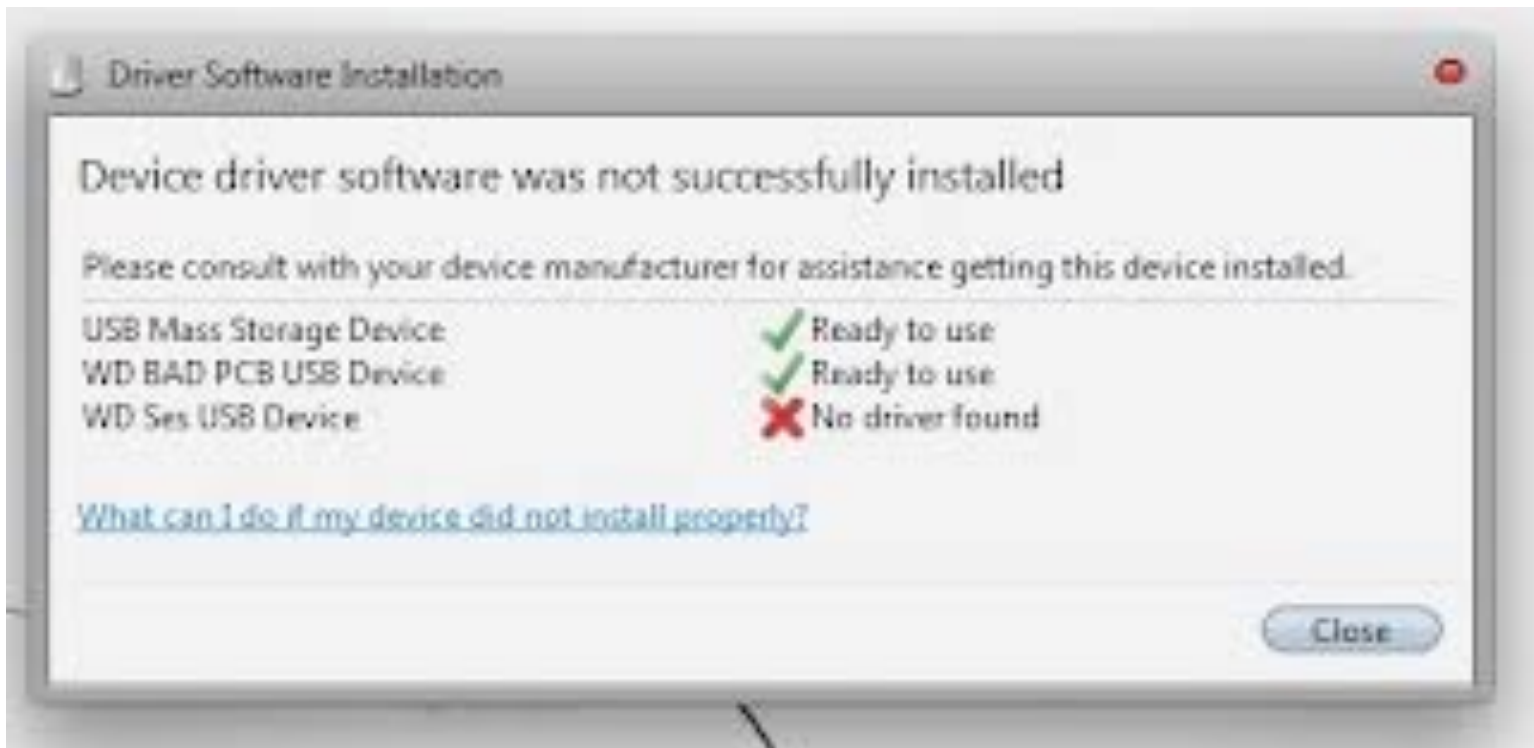 Driver Software Installation
Device driver software was not successfully installed
Please consult with your device manufacturer for assistance getting this device installed.
USB Mass Storage Device Ready to use
WD BAD PCB USB Device Ready to use
WD Ses USB Device No driver found
What can I do if my device did not install properly?
Close